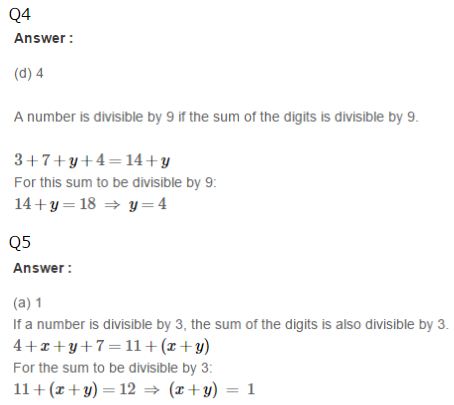 Q4
Answer :
(d) 4
A number is divisible by 9 if the sum of the digits is divisible by 9.
3 + 7 + y + 4 = 14 + y
For this sum to be divisible by 9:
14 + y = 18 ⇒ y = 4
Q5
Answer :
(a) 1
If a number is divisible by 3, the sum of the digits is also divisible by 3.
4 + x + y + 7 = 11 + (x + y)
For the sum to be divisible by 3:
11 + (x + y) = 12 ⇒ (x + y) = 1